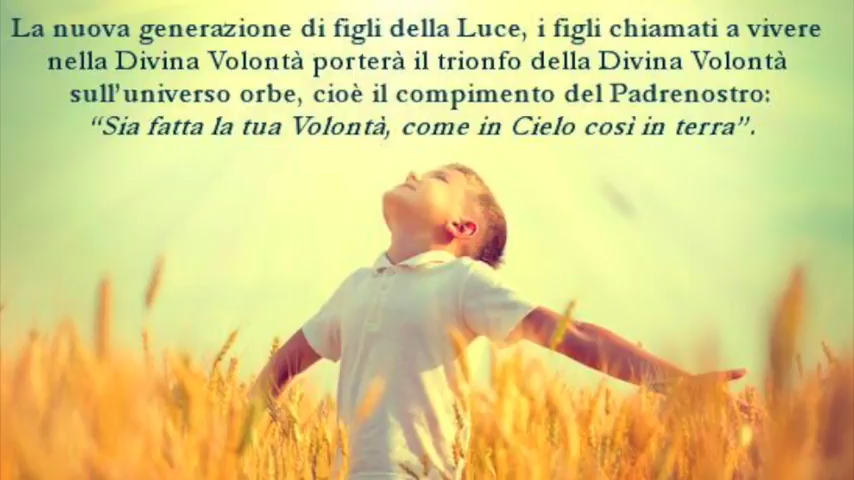 La nuova generazione di figli della Luce, i figli chiamati a vivere
nella Divina Volontà porterà il trionfo della Divina Volontà
sull'universo orbe, cioè il compimento del Padrenostro:
“Sia fatta la tua Volontà, come in Cielo così in terra”.